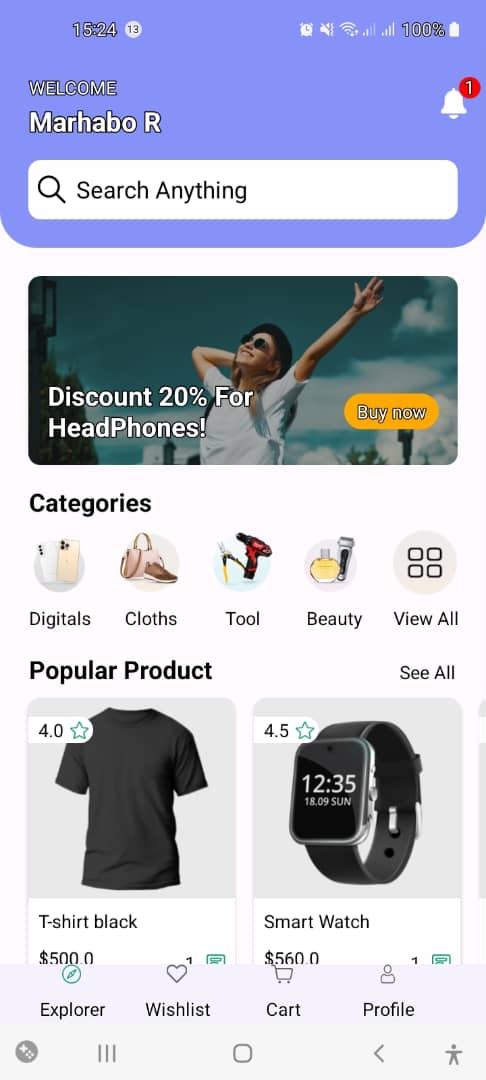 15:24 13 100%
WELCOME
Marhabo R
1
Search Anything
Discount 20% For
HeadPhones!
Buy now
Categories
Digitals Cloths Tool Beauty View All
Popular Product See All
4.0 4.5
12:35
18.09 SUN
T-shirt black Smart Watch
$500.0 1 $560.0 1
Explorer Wishlist Cart Profile